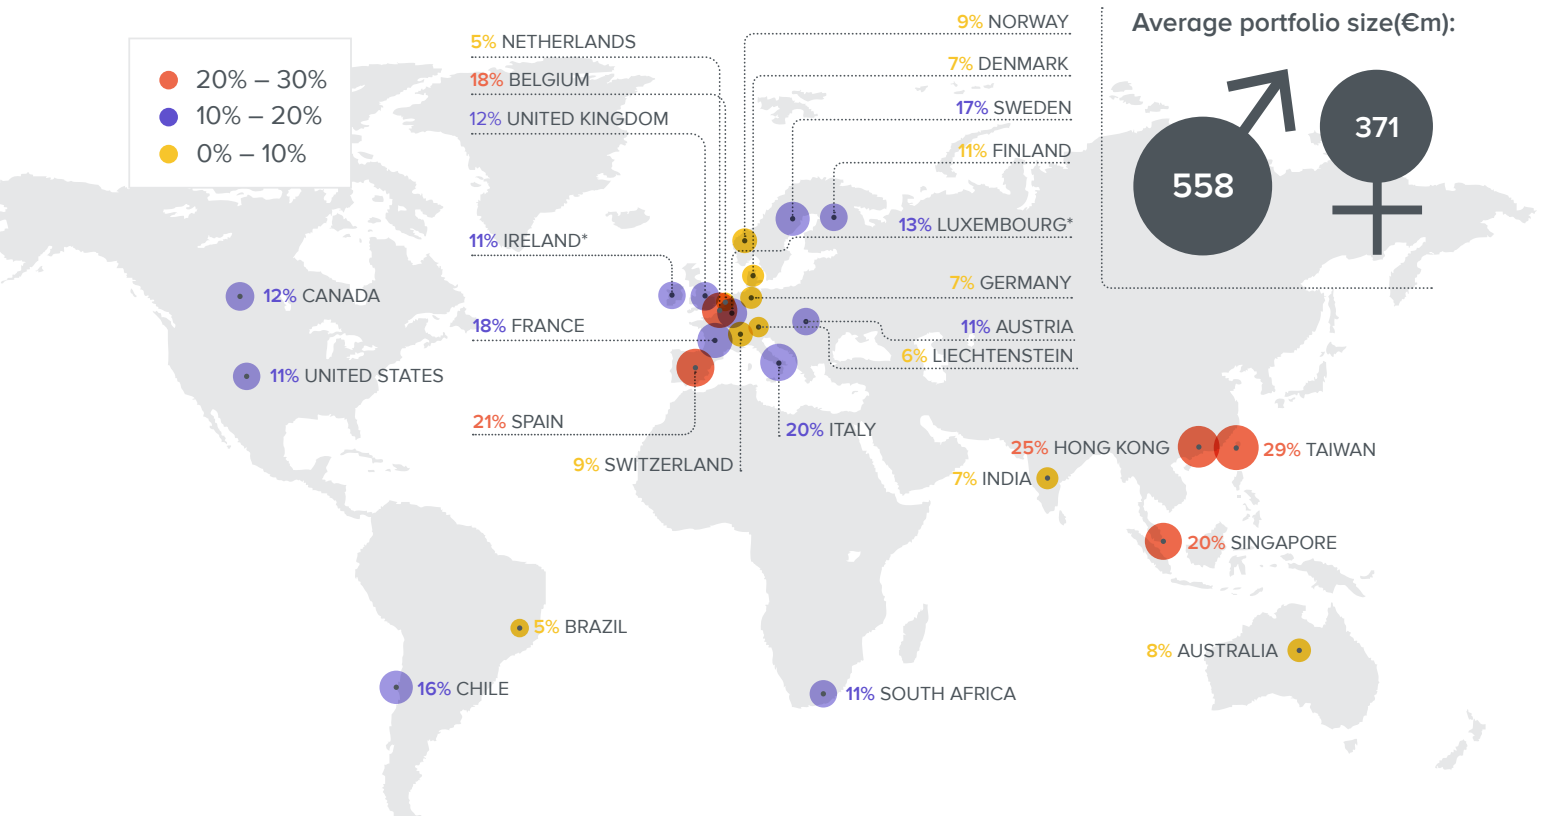 20% – 30%
10% – 20%
0% – 10%
5% NETHERLANDS
18% BELGIUM
12% UNITED KINGDOM
11% IRELAND*
18% FRANCE
21% SPAIN
9% SWITZERLAND
12% CANADA
11% UNITED STATES
9% NORWAY
7% DENMARK
17% SWEDEN
11% FINLAND
13% LUXEMBOURG*
7% GERMANY
11% AUSTRIA
6% LIECHTENSTEIN
20% ITALY
25% HONG KONG
29% TAIWAN
7% INDIA
20% SINGAPORE
5% BRAZIL
16% CHILE
11% SOUTH AFRICA
8% AUSTRALIA
Average portfolio size(€m):
558
371